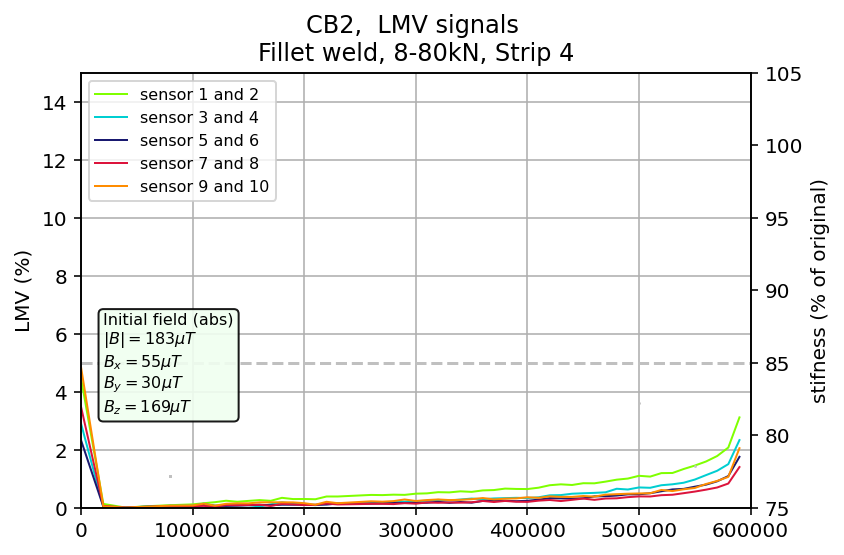 CB2,  LMV signals
Fillet weld, 8-80kN, Strip 4
sensor 1 and 2
sensor 3 and 4
sensor 5 and 6
sensor 7 and 8
sensor 9 and 10
Initial field (abs)
|B| = 183μT
Bx = 55μT
By = 30μT
Bz = 169μT
LMV (%)
14
12
10
8
6
4
2
0
stifness (% of original)
105
100
95
90
85
80
75
0 100000 200000 300000 400000 500000 600000